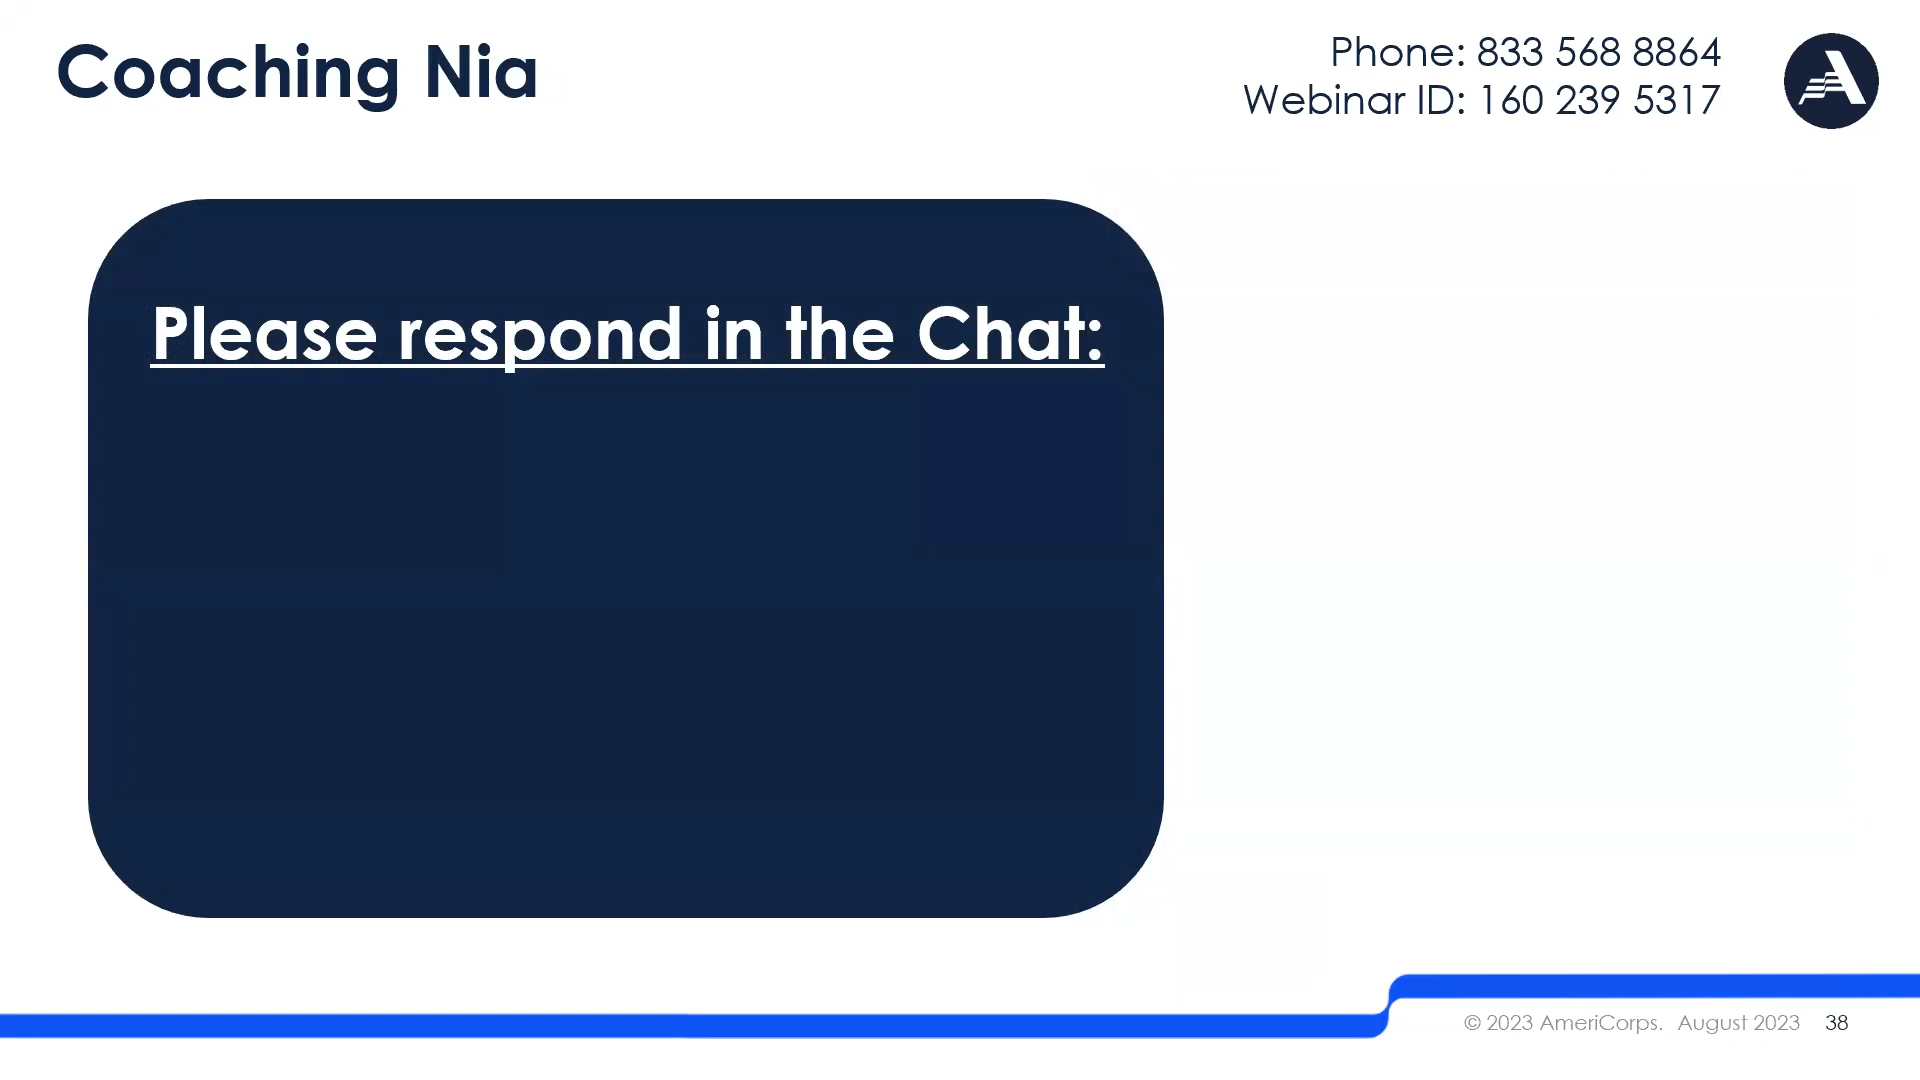 Coaching Nia
Phone: 833 568 8864
Webinar ID: 160 239 5317
Please respond in the Chat:
© 2023 AmeriCorps. August 2023 38